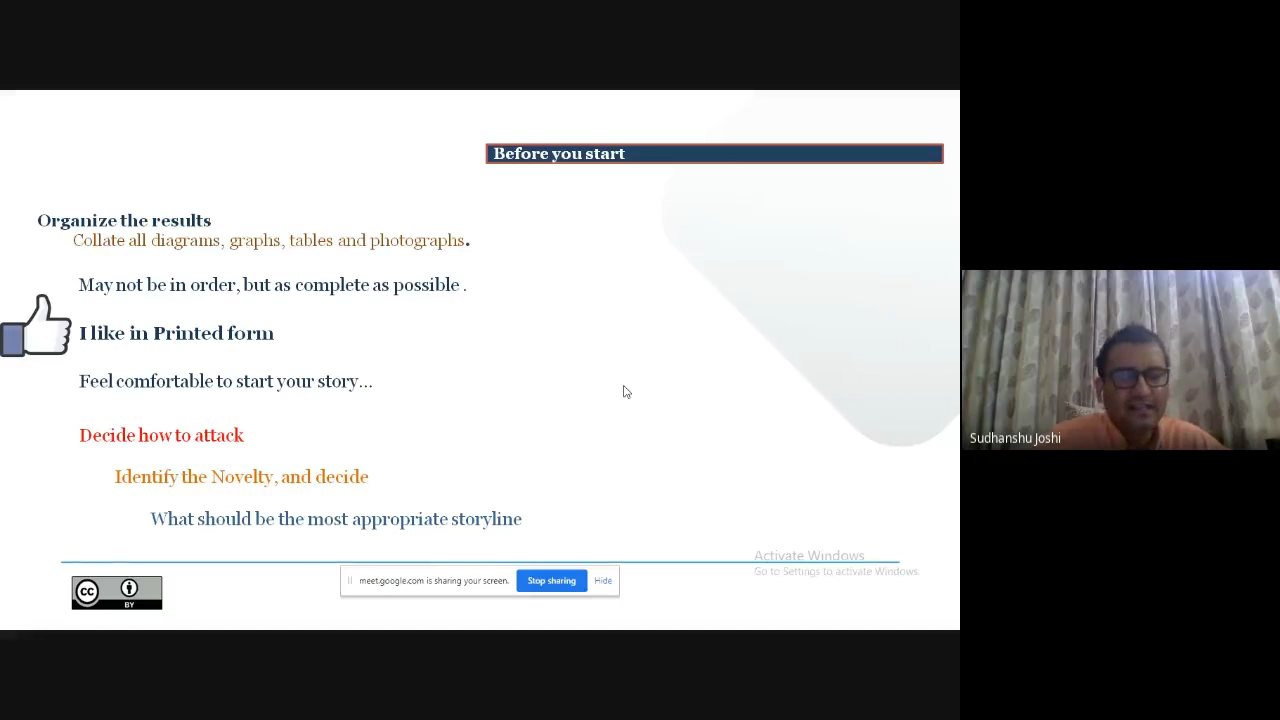 Before you start
Organize the results
Collate all diagrams, graphs, tables and photographs.
May not be in order, but as complete as possible .
I like in Printed form
Feel comfortable to start your story...
Decide how to attack
Identify the Novelty, and decide
What should be the most appropriate storyline
Sudhanshu Joshi
Activate Windows
Go to Settings to activate Windows.
meet.google.com is sharing your screen. Stop sharing Hide
cc
BY